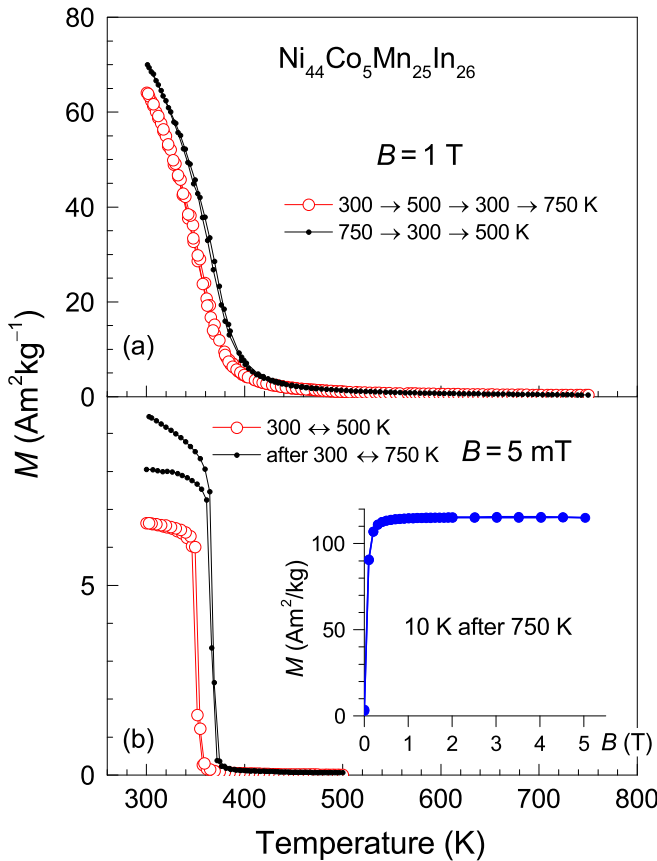 80
Ni44Co5Mn25In26
60
B = 1 T
300 → 500 → 300 → 750 K
40
750 → 300 → 500 K
20
(a)
0
M (Am²kg⁻¹)
300 ↔ 500 K
after 300 ↔ 750 K
B = 5 mT
5
100
50
0
M (Am²/kg)
10 K after 750 K
0 1 2 3 4 5 B (T)
(b)
0
300 400 500 600 700 800
Temperature (K)